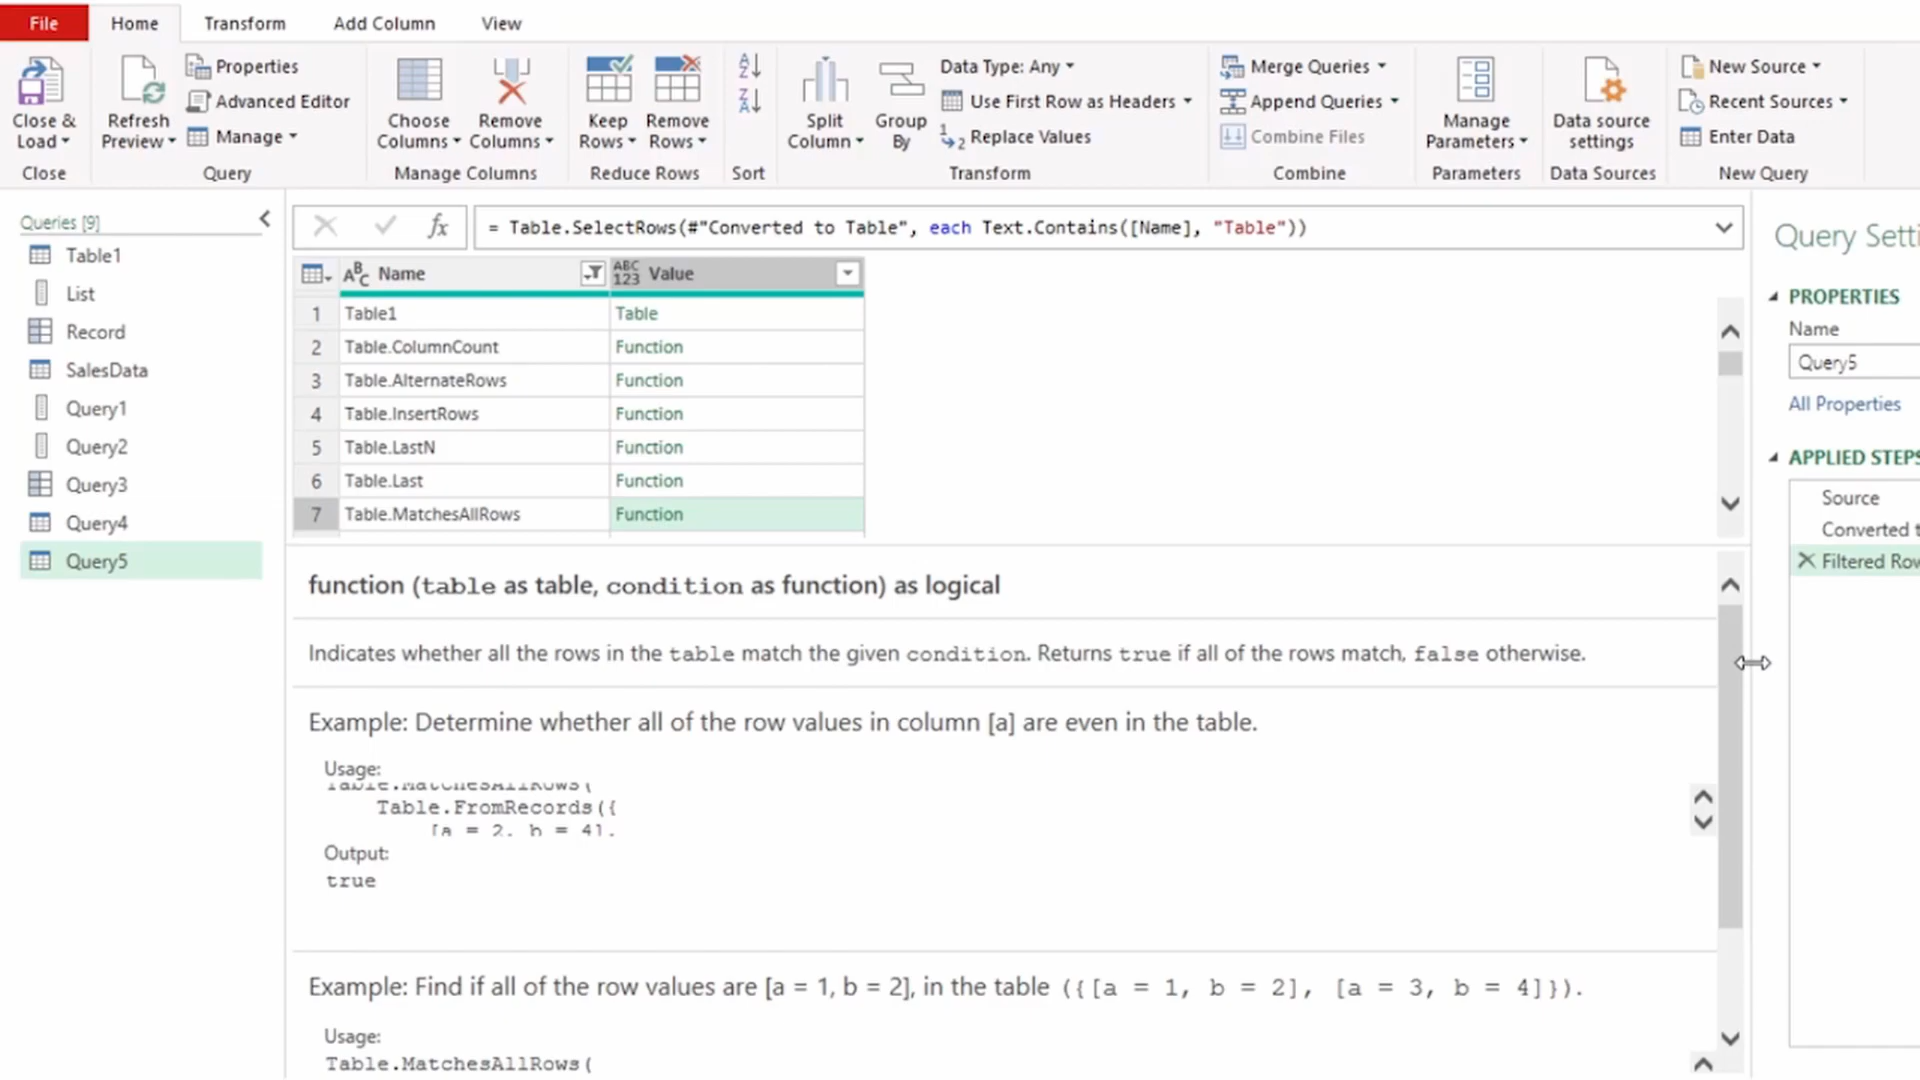 File Home Transform Add Column View
Close & Load
Refresh Preview
Properties
Advanced Editor
Manage
Choose Columns
Remove Columns
Keep Rows
Remove Rows
Split Column
Group By
Data Type: Any
Use First Row as Headers
Replace Values
Merge Queries
Append Queries
Combine Files
Manage Parameters
Data source settings
New Source
Recent Sources
Enter Data
Close Query Manage Columns Reduce Rows Sort Transform Combine Parameters Data Sources New Query
Queries [9]
Table1
List
Record
SalesData
Query1
Query2
Query3
Query4
Query5
fx = Table.SelectRows(#"Converted to Table", each Text.Contains([Name], "Table"))
ABC Name ABC 123 Value
1 Table1 Table
2 Table.ColumnCount Function
3 Table.AlternateRows Function
4 Table.InsertRows Function
5 Table.LastN Function
6 Table.Last Function
7 Table.MatchesAllRows Function
function (table as table, condition as function) as logical
Indicates whether all the rows in the table match the given condition. Returns true if all of the rows match, false otherwise.
Example: Determine whether all of the row values in column [a] are even in the table.
Usage:
Table.MatchesAllRows(
Table.FromRecords({
[a = 2, b = 4],
Output:
true
Example: Find if all of the row values are [a = 1, b = 2], in the table ({[a = 1, b = 2], [a = 3, b = 4]}).
Usage:
Table.MatchesAllRows(
Query Setti
PROPERTIES
Name
Query5
All Properties
APPLIED STEPS
Source
Converted t
Filtered Row